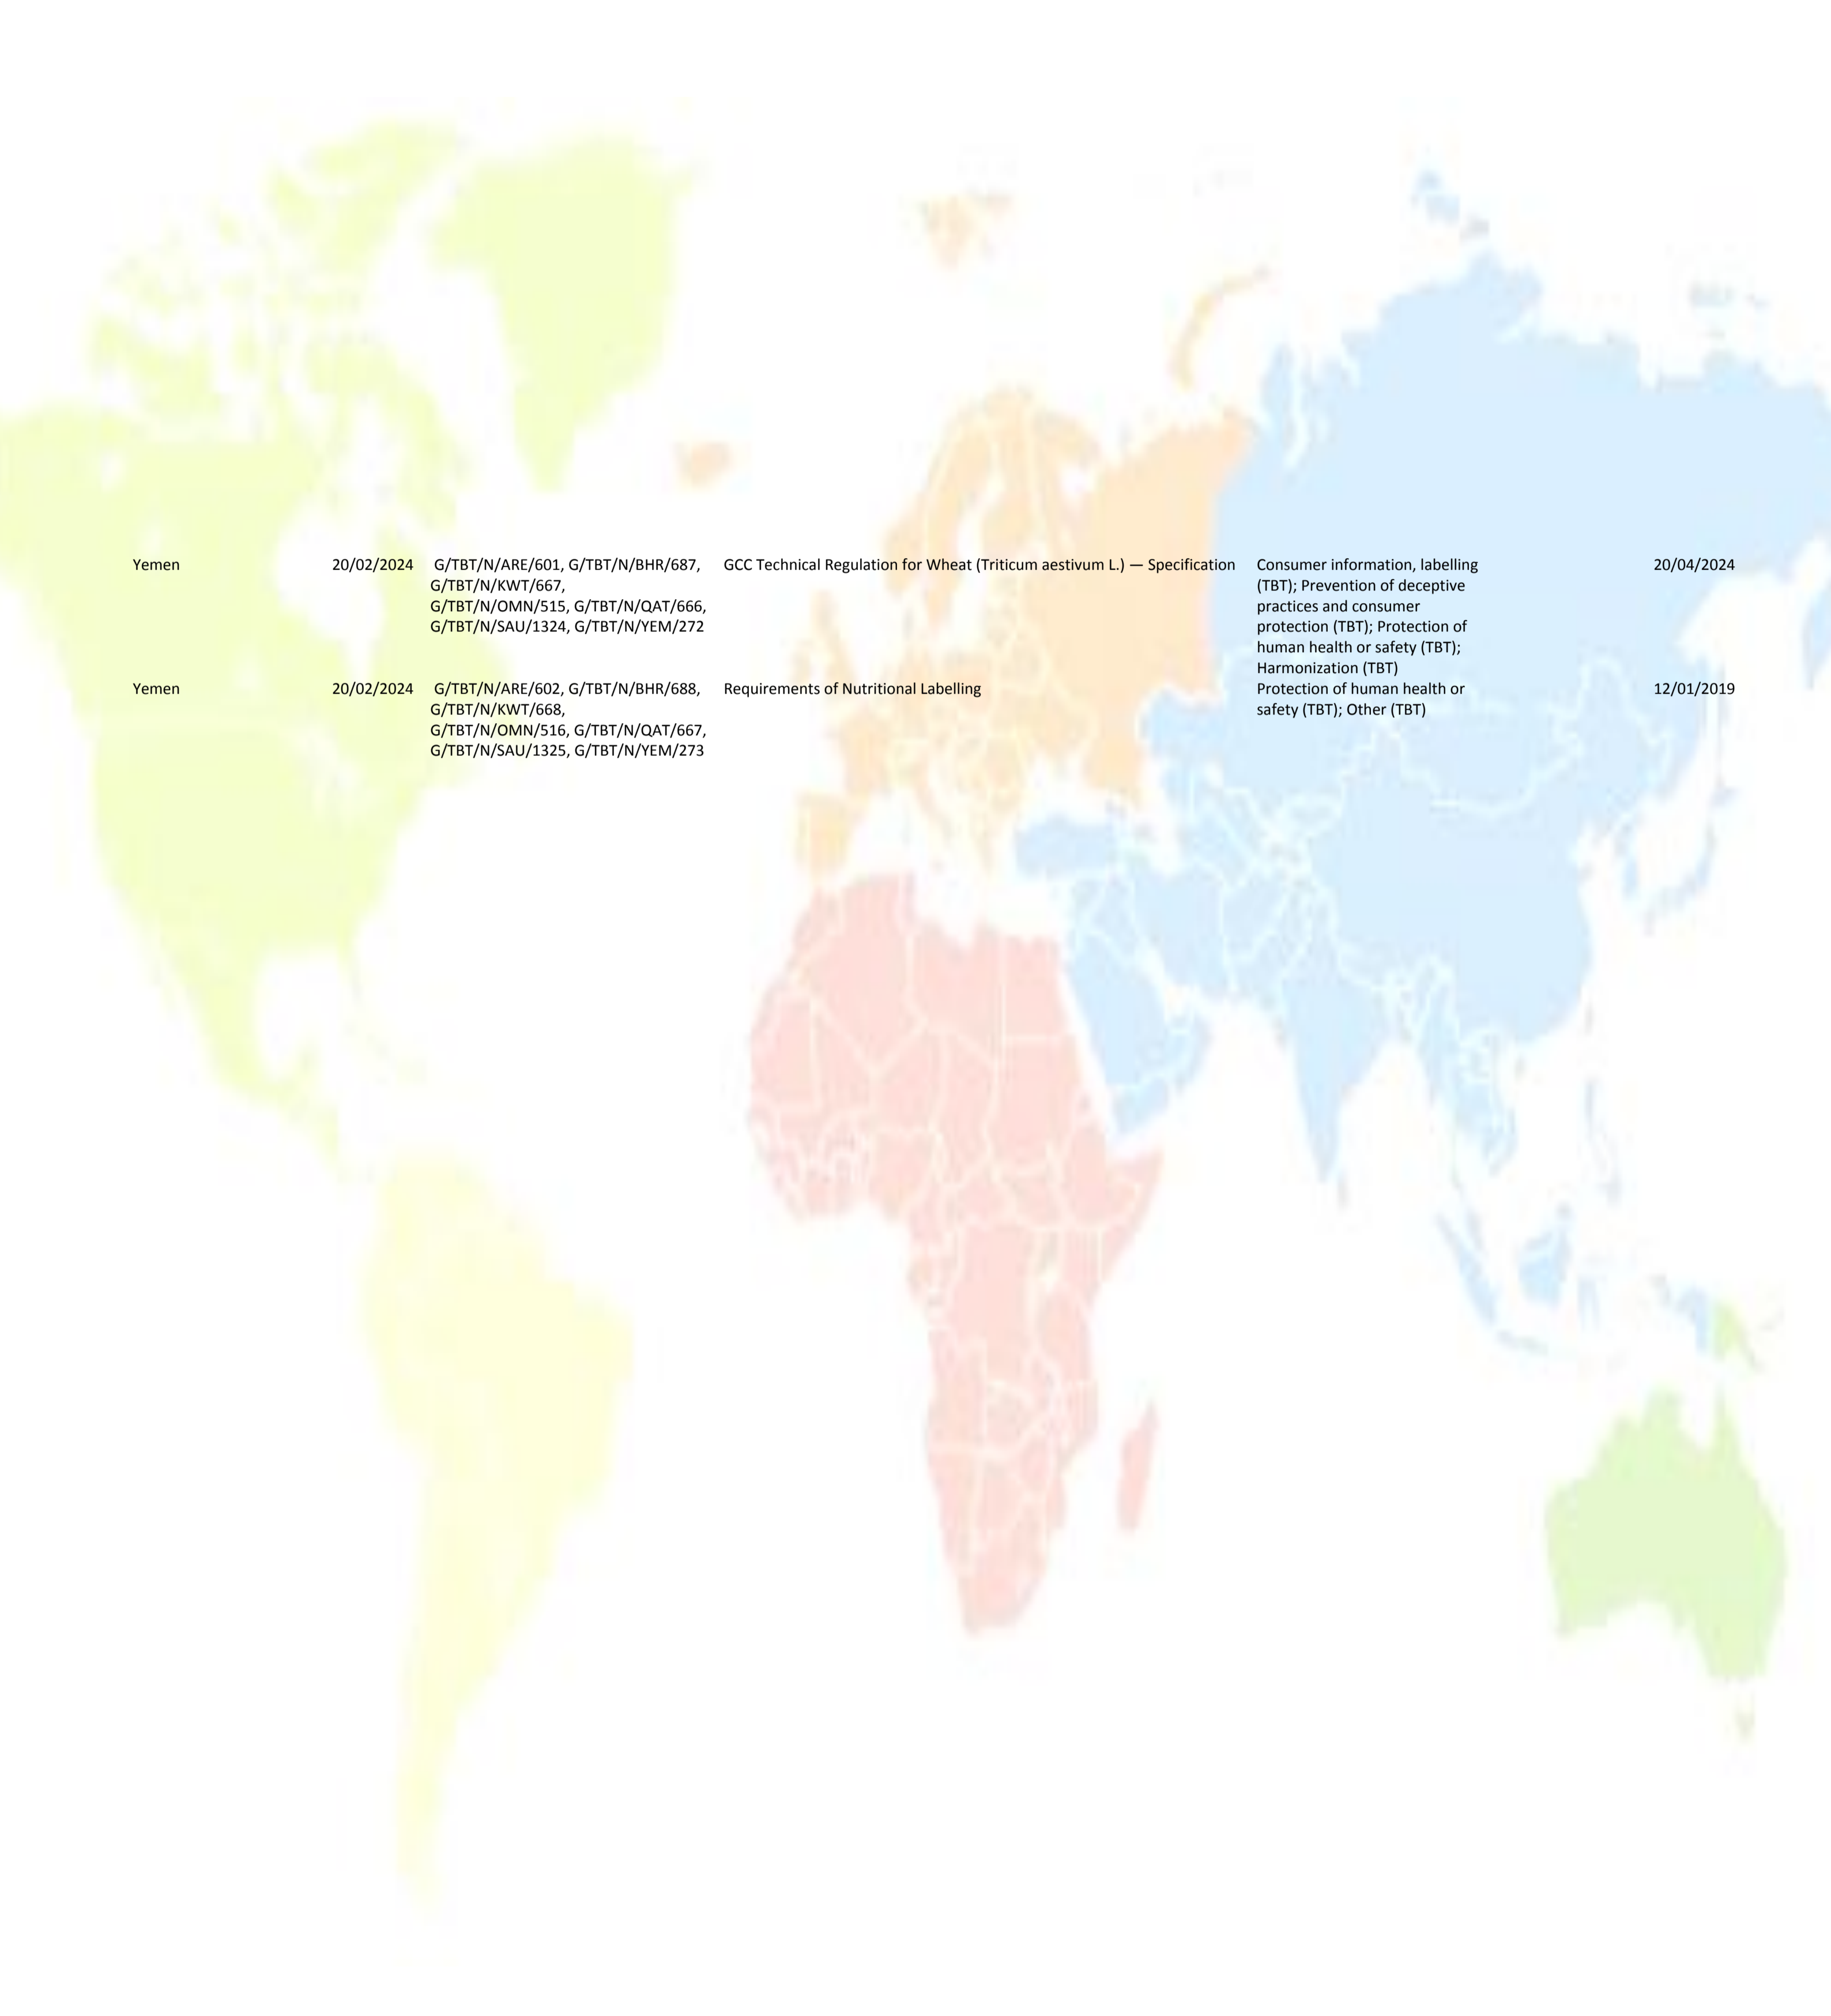 Yemen 20/02/2024 G/TBT/N/ARE/601, G/TBT/N/BHR/687, GCC Technical Regulation for Wheat (Triticum aestivum L.) — Specification Consumer information, labelling 20/04/2024
G/TBT/N/KWT/667, (TBT); Prevention of deceptive
G/TBT/N/OMN/515, G/TBT/N/QAT/666, practices and consumer
G/TBT/N/SAU/1324, G/TBT/N/YEM/272 protection (TBT); Protection of
human health or safety (TBT);
Harmonization (TBT)
Yemen 20/02/2024 G/TBT/N/ARE/602, G/TBT/N/BHR/688, Requirements of Nutritional Labelling Protection of human health or 12/01/2019
G/TBT/N/KWT/668, safety (TBT); Other (TBT)
G/TBT/N/OMN/516, G/TBT/N/QAT/667,
G/TBT/N/SAU/1325, G/TBT/N/YEM/273